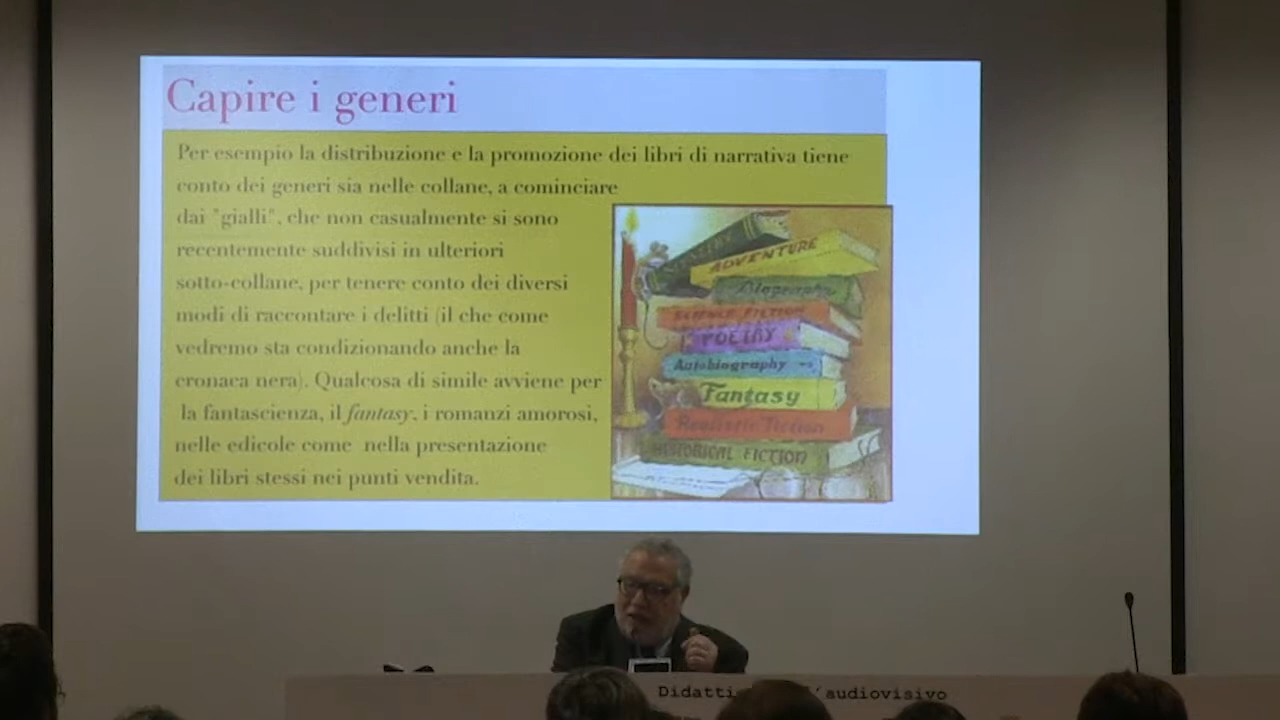 Capire i generi
Per esempio la distribuzione e la promozione dei libri di narrativa tiene
conto dei generi sia nelle collane, a cominciare
dai "gialli", che non casualmente si sono
recentemente suddivisi in ulteriori
sotto-collane, per tenere conto dei diversi
modi di raccontare i delitti (il che come
vedremo sta condizionando anche la
cronaca nera). Qualcosa di simile avviene per
la fantascienza, il fantasy, i romanzi amorosi,
nelle edicole come nella presentazione
dei libri stessi nei punti vendita.
ADVENTURE
Biography
SCIENCE FICTION
POETRY
Autobiography
Fantasy
Realistic Fiction
HISTORICAL FICTION
Didatti 'audiovisivo